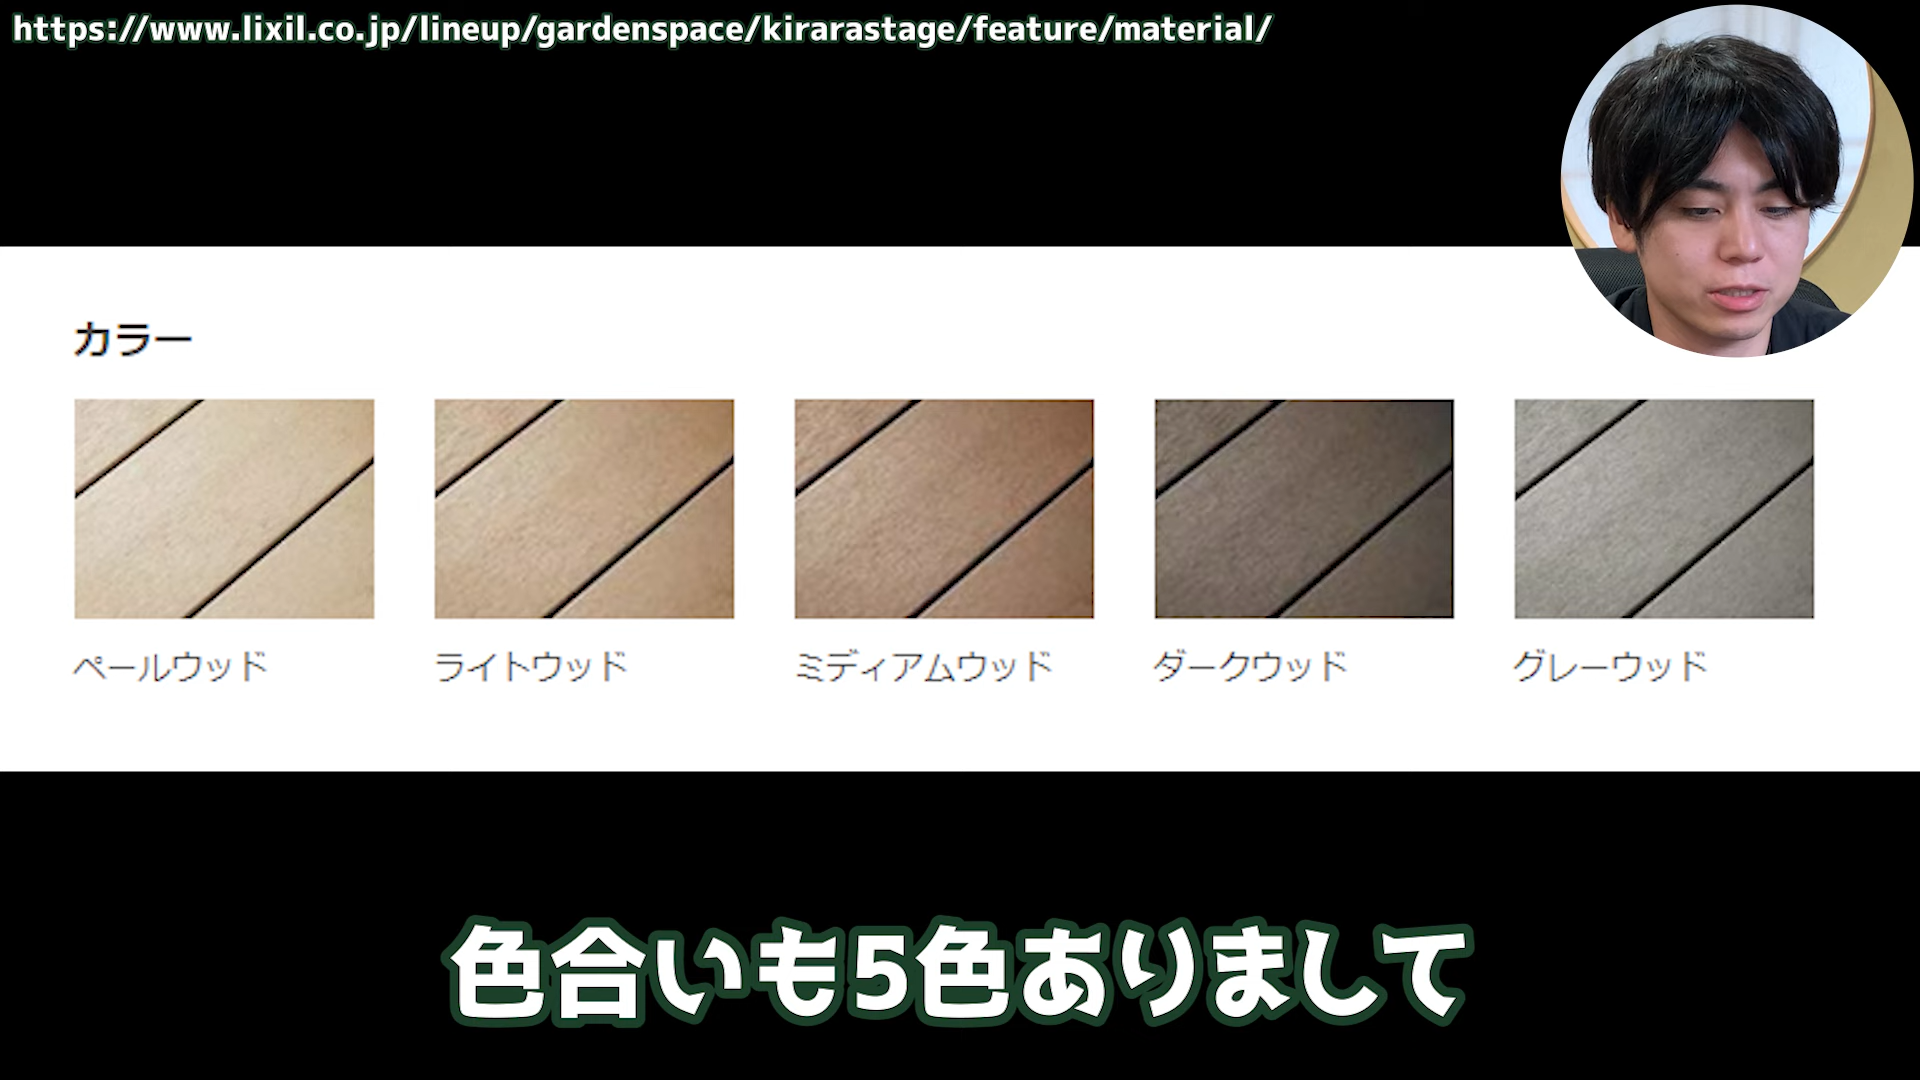 https://www.lixil.co.jp/lineup/gardenspace/kirarastage/feature/material/
カラー
ペールウッド
ライトウッド
ミディアムウッド
ダークウッド
グレーウッド
色合いも5色ありまして